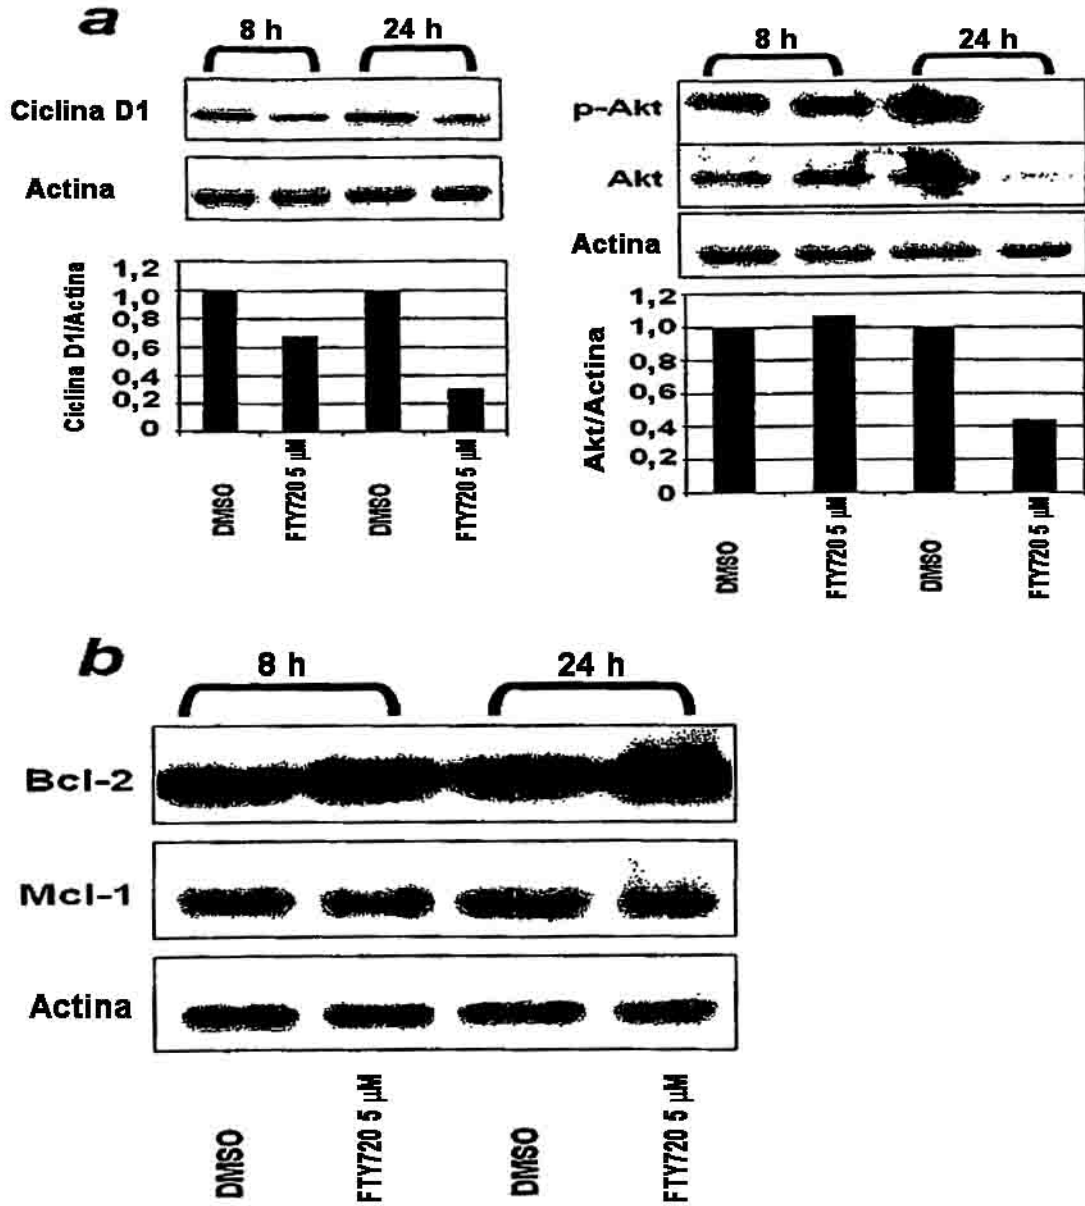 a
8 h 24 h
Ciclina D1
Actina
Ciclina D1/Actina
1,2
1,0
0,8
0,6
0,4
0,2
0
DMSO
FTY720 5 µM
DMSO
FTY720 5 µM
8 h 24 h
p-Akt
Akt
Actina
Akt/Actina
1,2
1,0
0,8
0,6
0,4
0,2
0
DMSO
FTY720 5 µM
DMSO
FTY720 5 µM
b
8 h 24 h
Bcl-2
Mcl-1
Actina
DMSO
FTY720 5 µM
DMSO
FTY720 5 µM